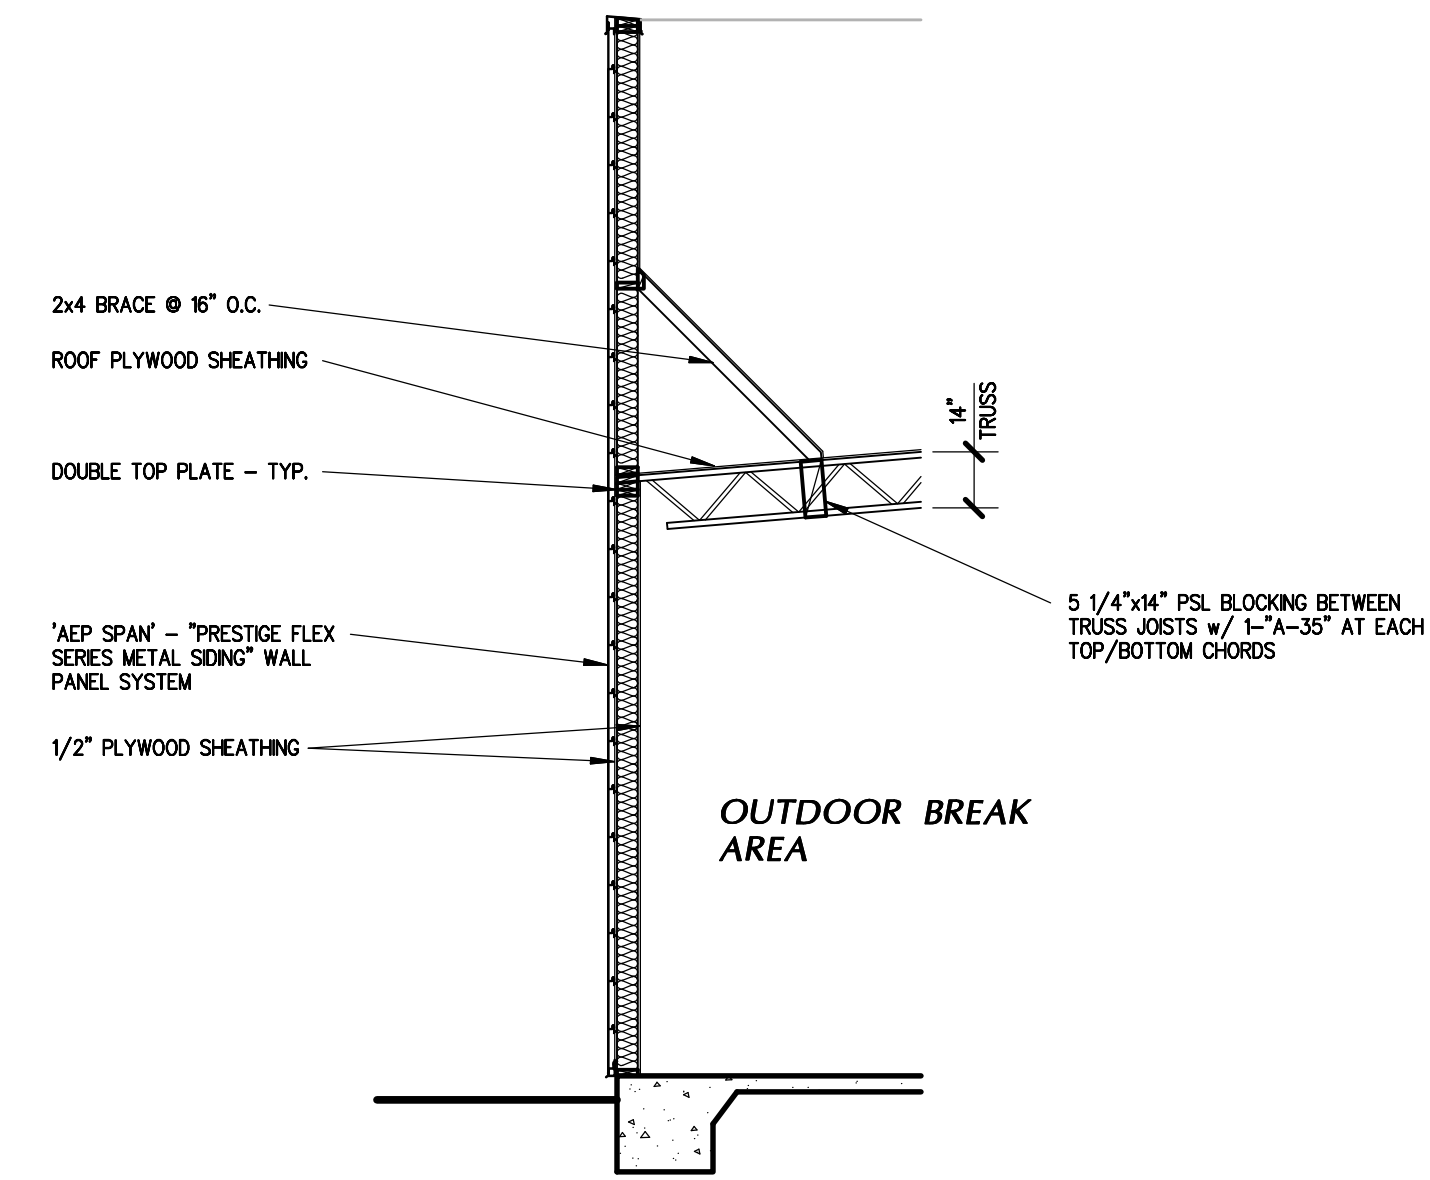 2x4 BRACE @ 16" O.C.
ROOF PLYWOOD SHEATHING
DOUBLE TOP PLATE - TYP.
'AEP SPAN' - "PRESTIGE FLEX
SERIES METAL SIDING" WALL
PANEL SYSTEM
1/2" PLYWOOD SHEATHING
14"
TRUSS
5 1/4"x14" PSL BLOCKING BETWEEN
TRUSS JOISTS w/ 1-"A-35" AT EACH
TOP/BOTTOM CHORDS
OUTDOOR BREAK
AREA